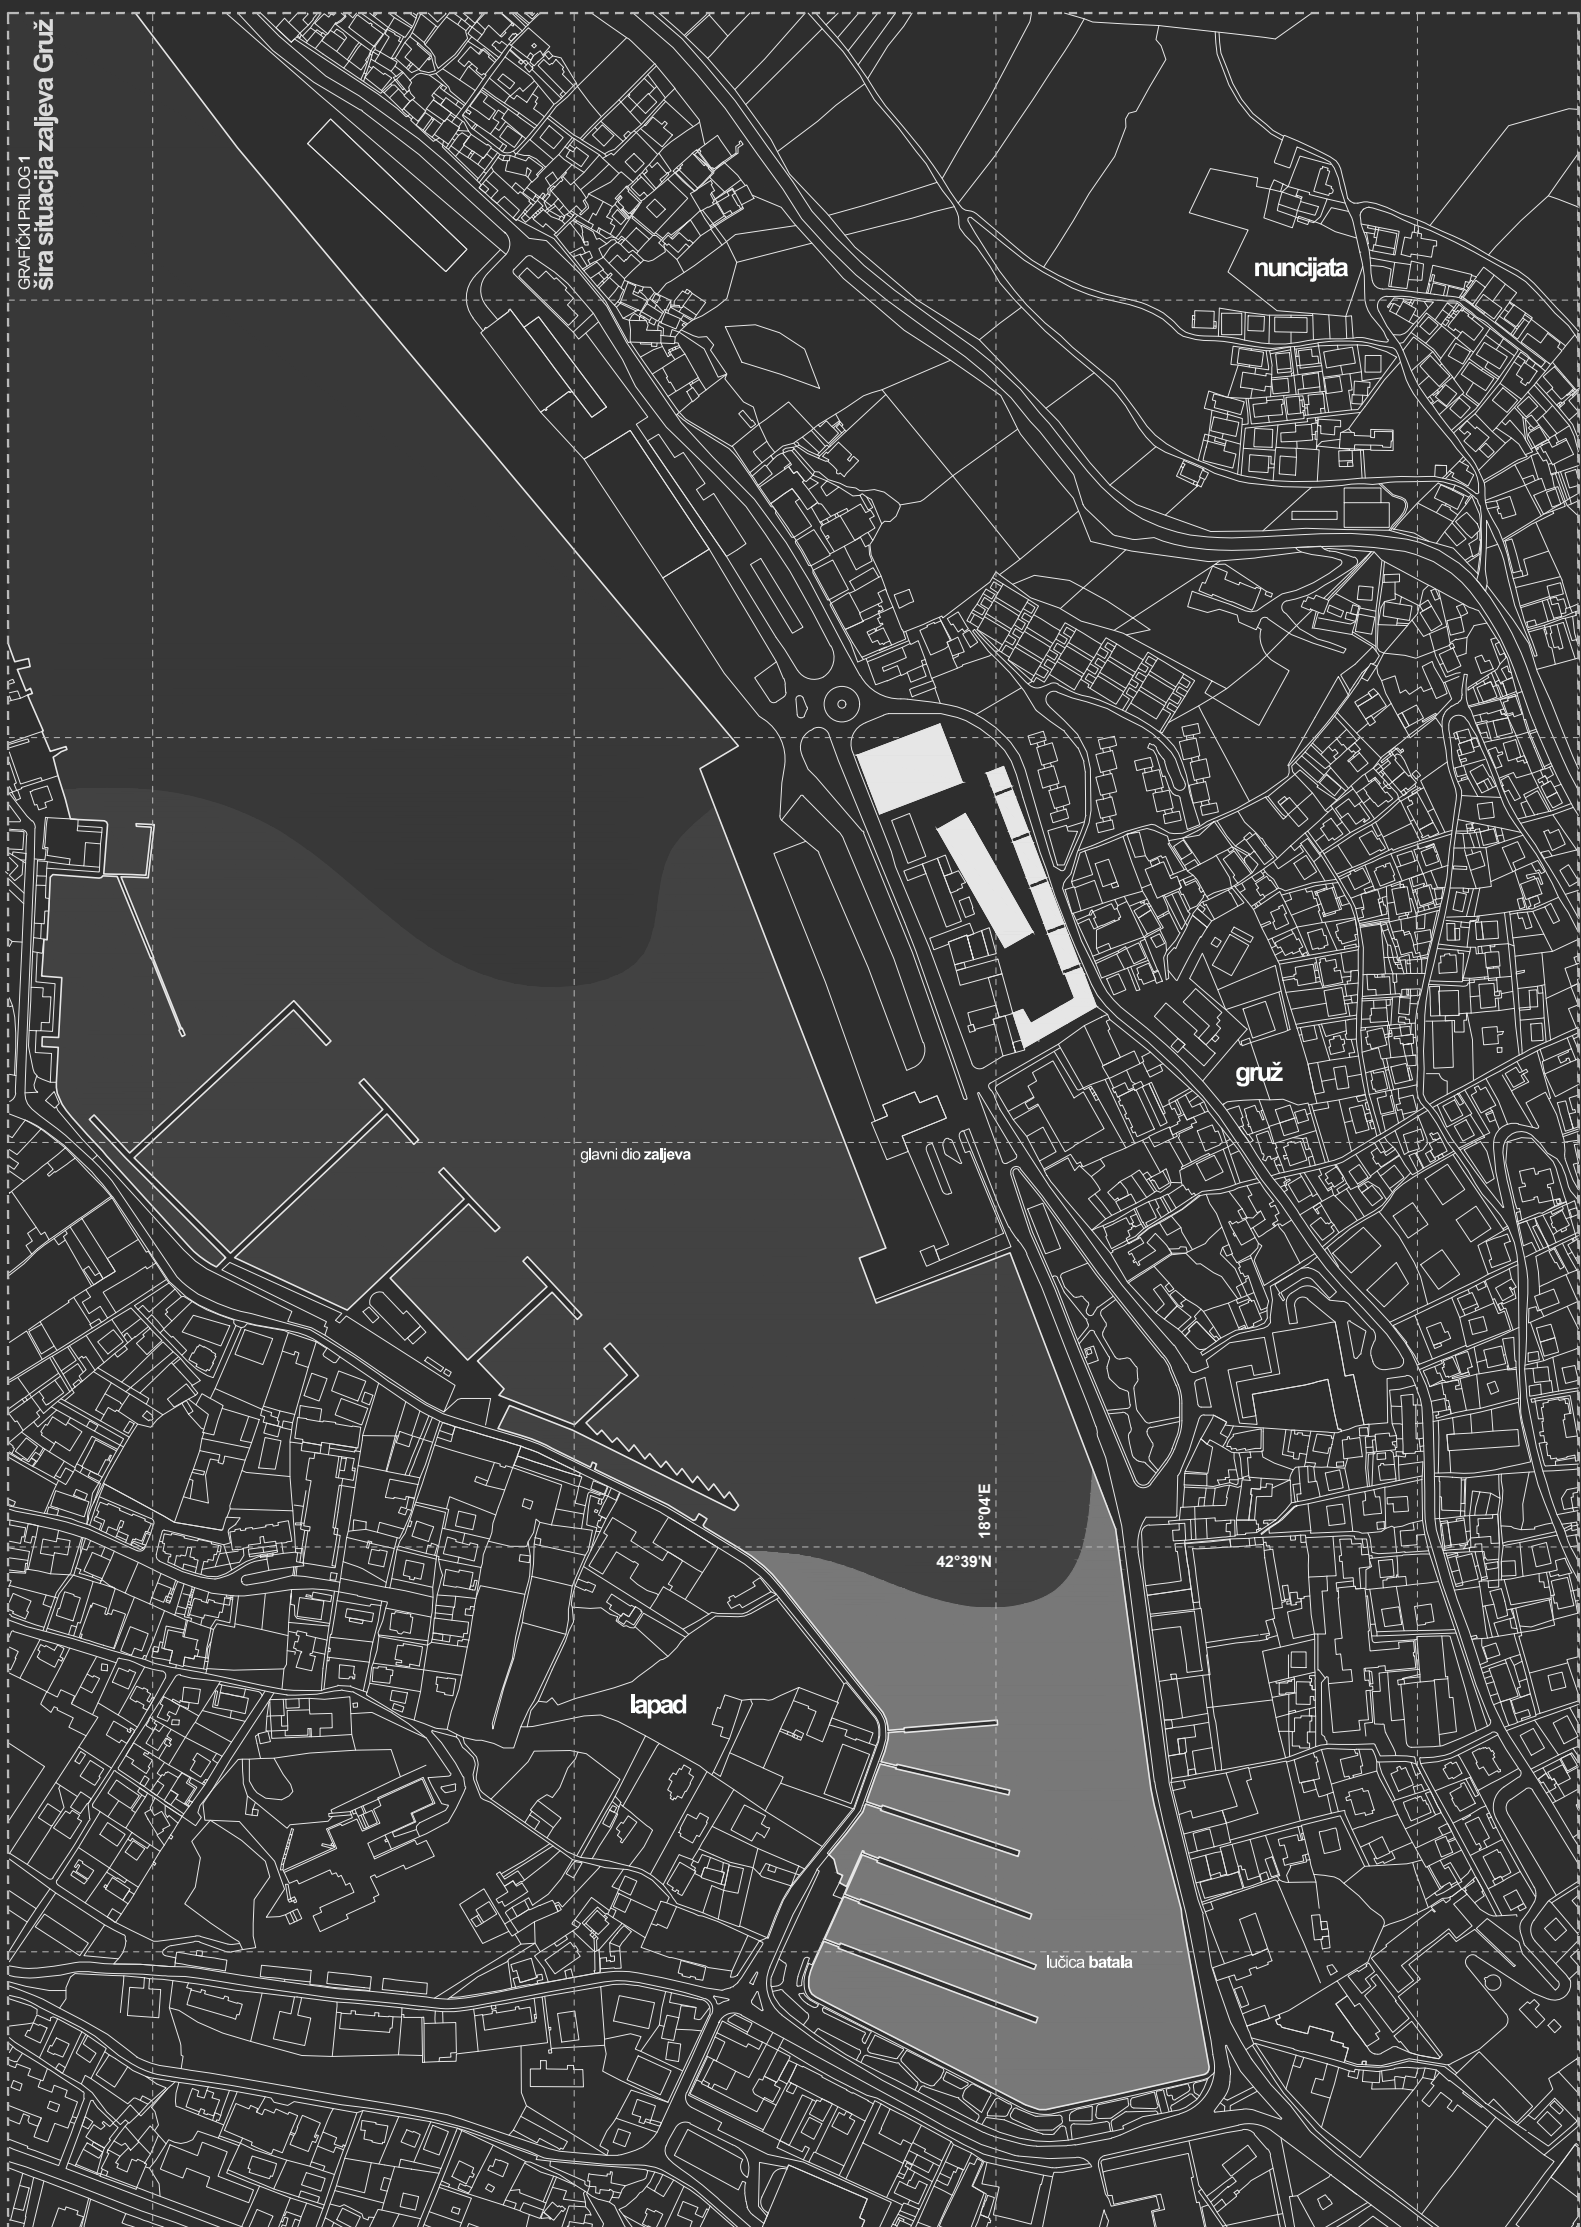 GRAFIČKI PRILOG 1
šira situacija zaljeva Gruž
nuncijata
gruž
glavni dio zaljeva
18°04'E
42°39'N
lapad
lučica batala